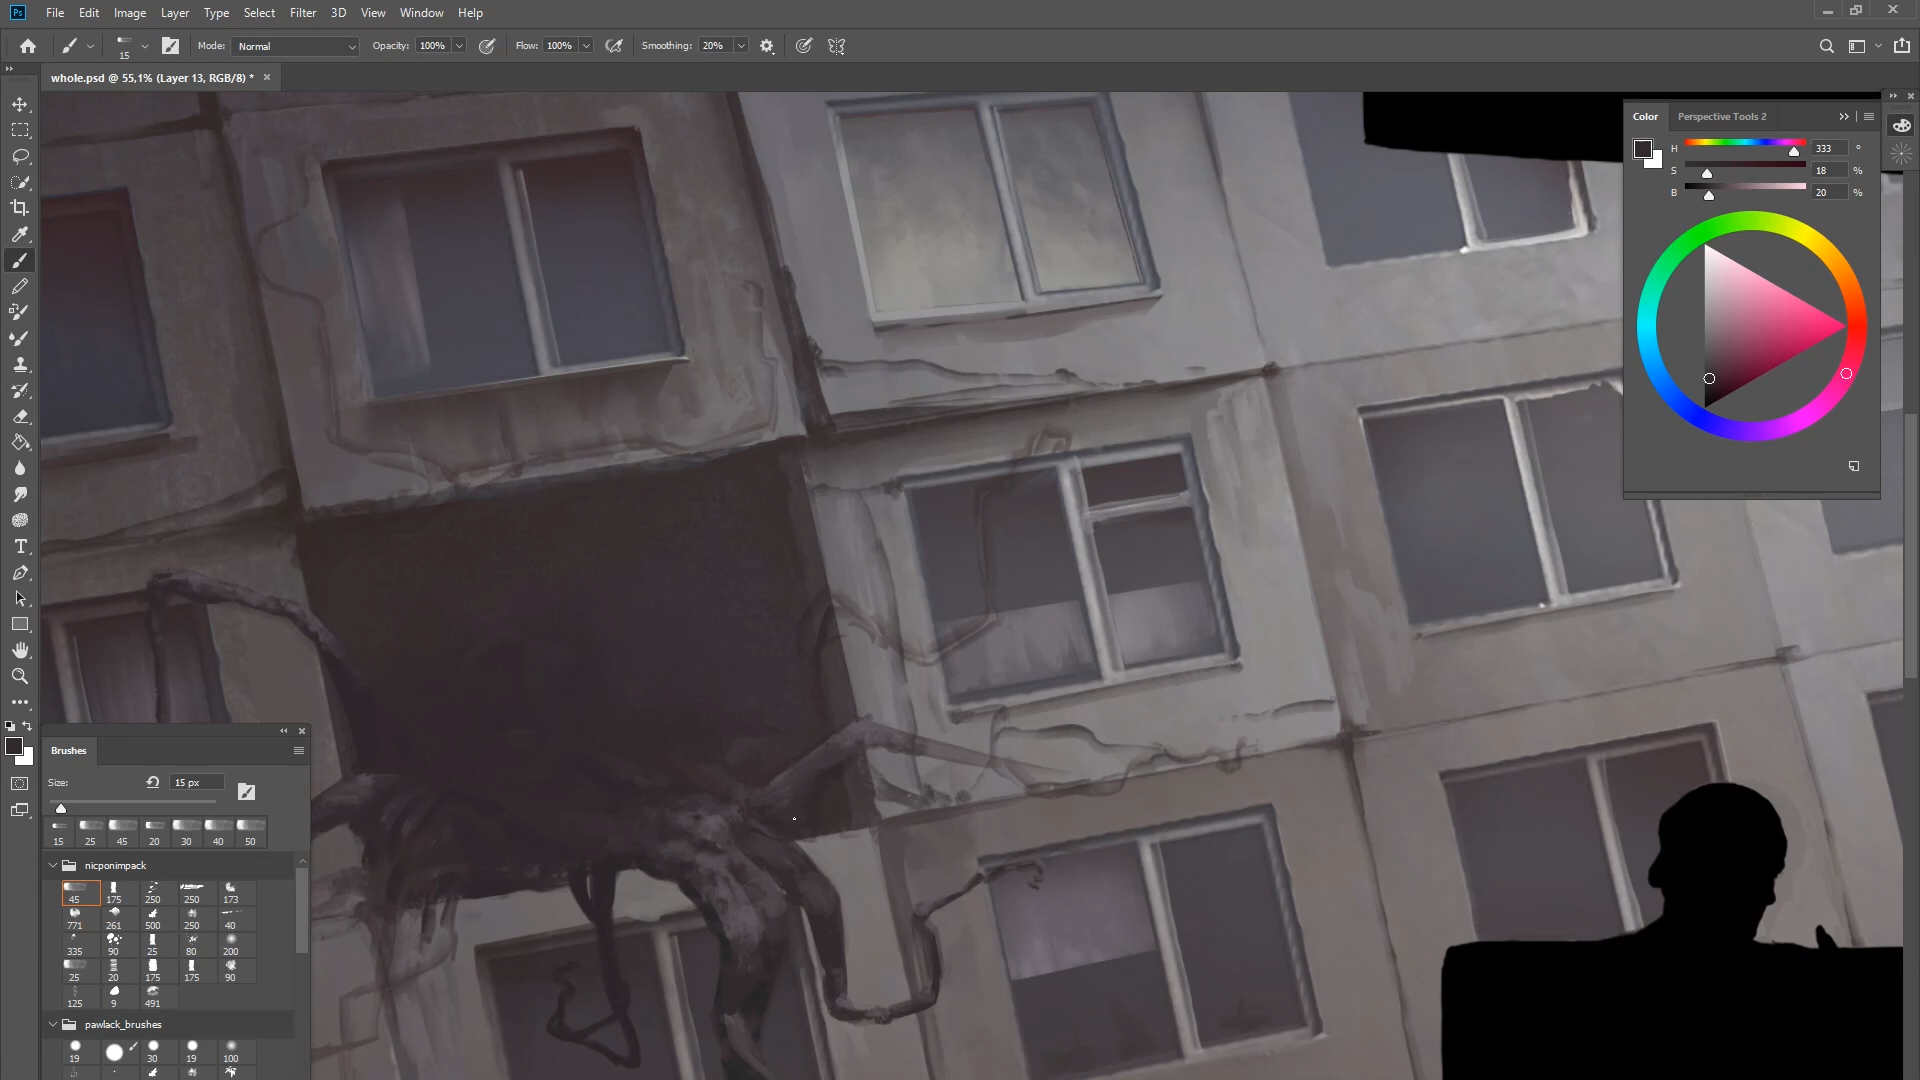 Ps File Edit Image Layer Type Select Filter 3D View Window Help
15 Mode: Normal Opacity: 100% Flow: 100% Smoothing: 20%
whole.psd @ 55,1% (Layer 13, RGB/8) *
Color Perspective Tools 2
H 333 °
S 18 %
B 20 %
T
Brushes
Size: 15 px
15 25 45 20 30 40 50
nicponimpack
45 175 250 250 173
771 261 500 250 40
335 90 25 80 200
25 20 175 175 90
125 9 491
pawlack_brushes
19 30 19 100